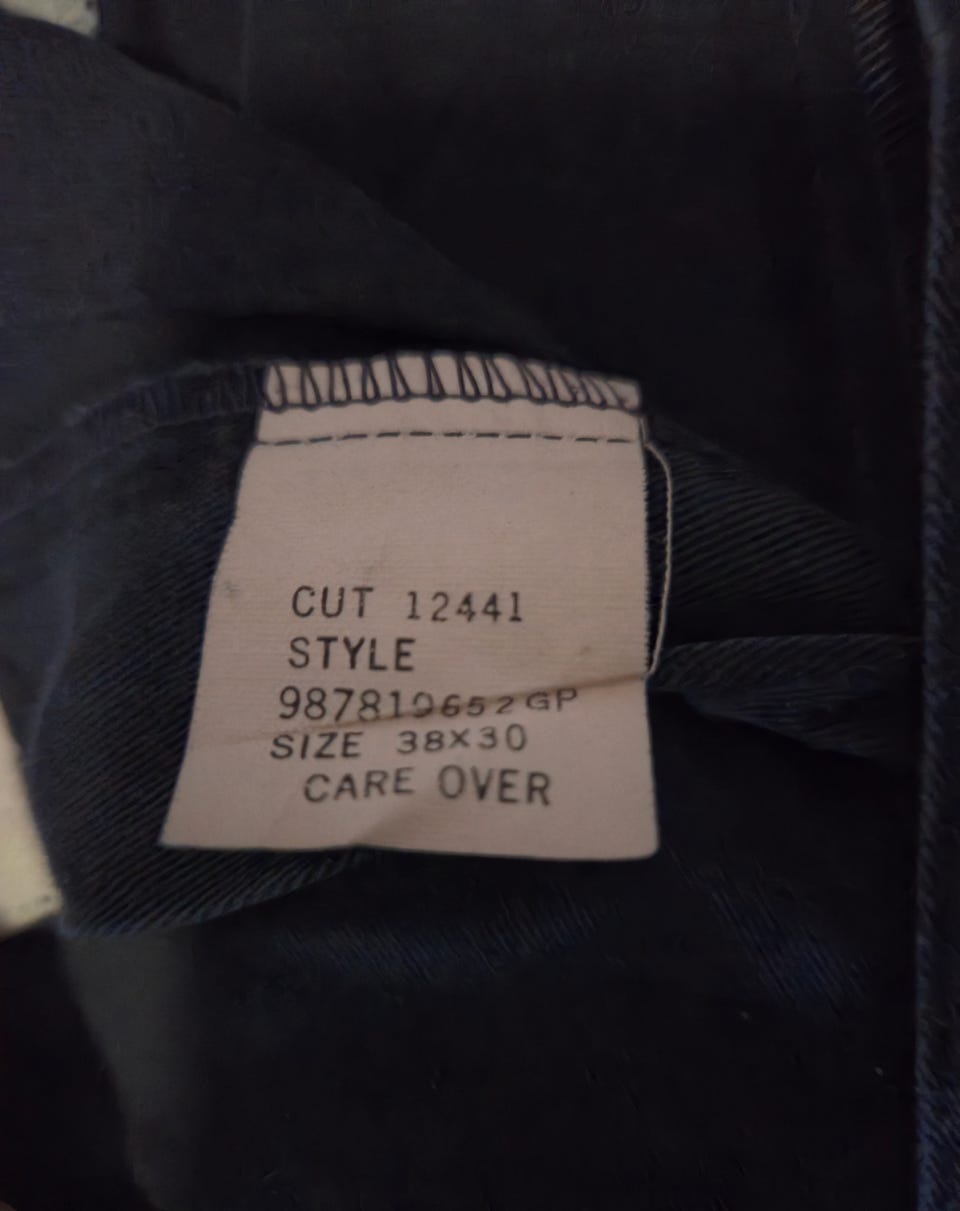 CUT 12441
STYLE
987819652GP
SIZE 38X30
CARE OVER